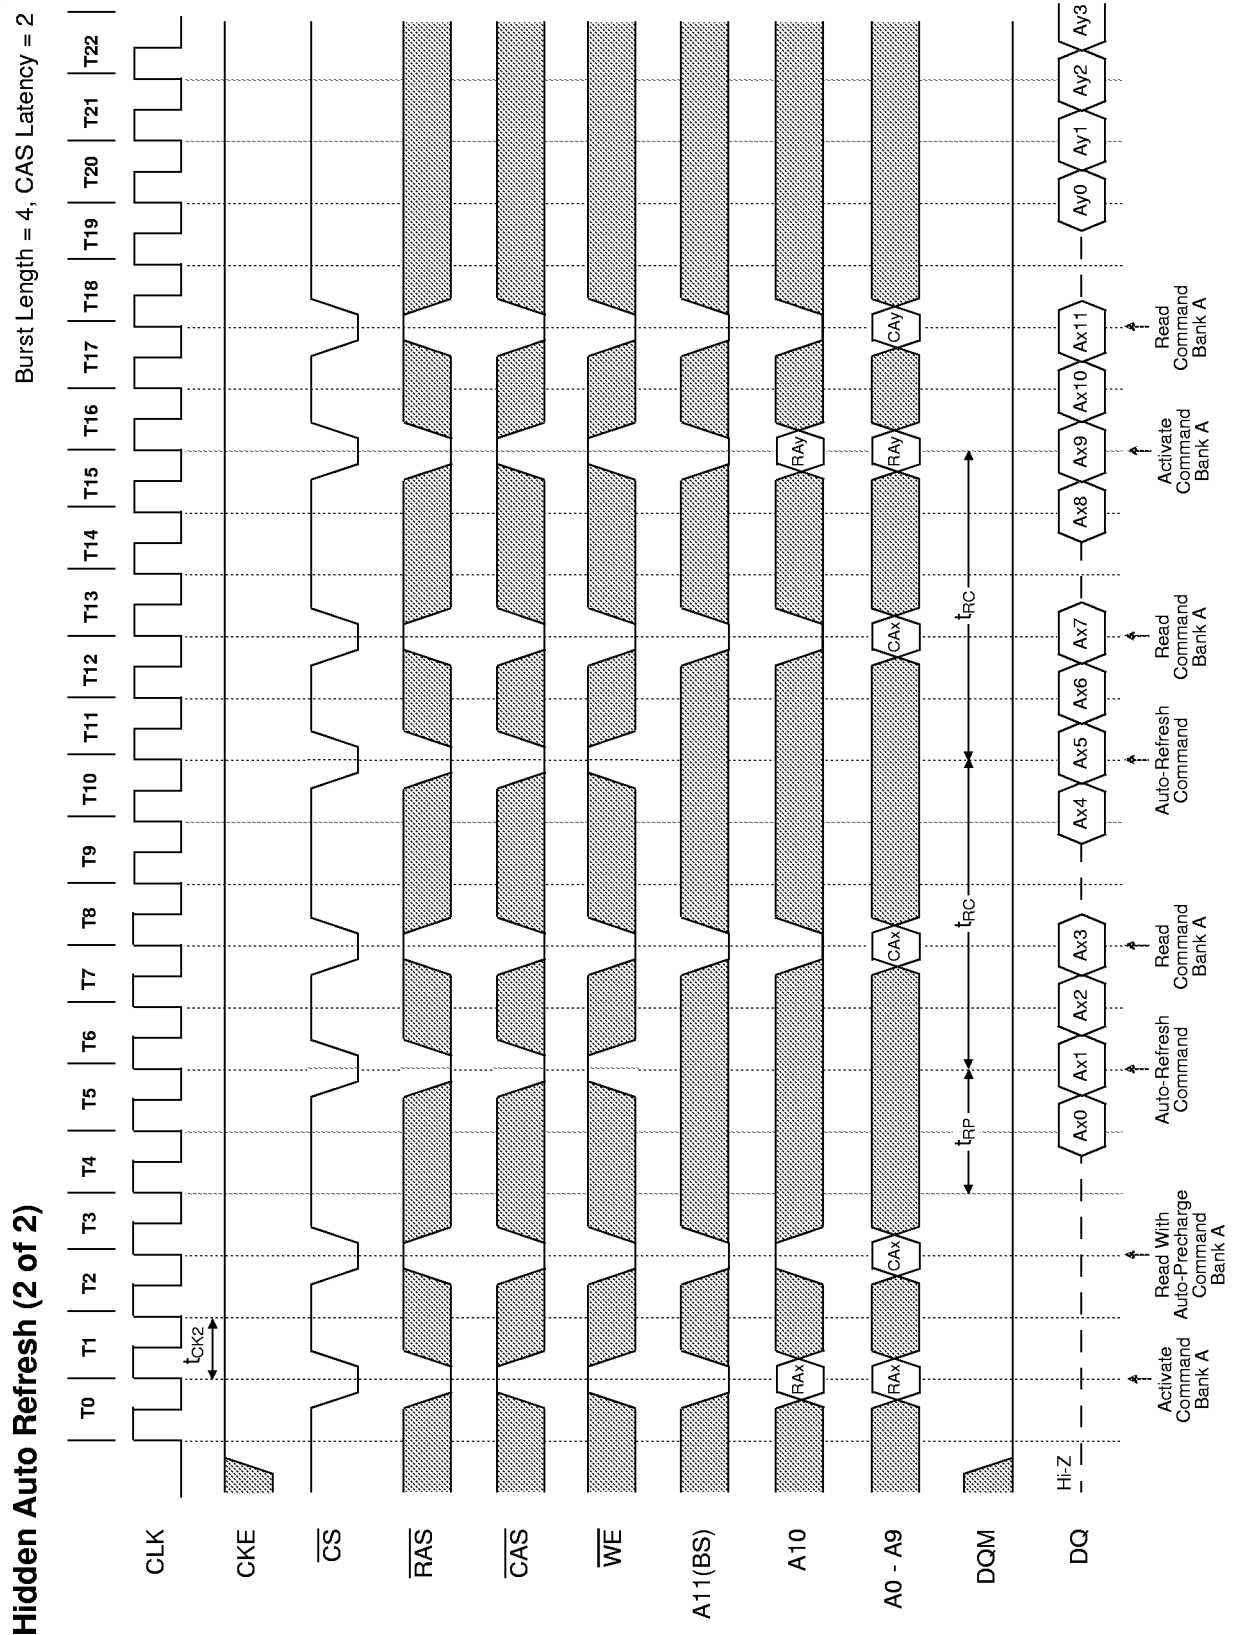 Hidden Auto Refresh (2 of 2)
Burst Length = 4, CAS Latency = 2
T0 T1 T2 T3 T4 T5 T6 T7 T8 T9 T10 T11 T12 T13 T14 T15 T16 T17 T18 T19 T20 T21 T22
CLK
tCK2
CKE
CS
RAS
CAS
WE
A11(BS)
A10
RAx RAy
A0 - A9
RAx CAx CAx CAx RAy CAy
DQM
tRP tRC tRC
DQ
Hi-Z
Ax0 Ax1 Ax2 Ax3 Ax4 Ax5 Ax6 Ax7 Ax8 Ax9 Ax10 Ax11 Ay0 Ay1 Ay2 Ay3
Activate
Command
Bank A
Read With
Auto-Precharge
Command
Bank A
Auto-Refresh
Command
Read
Command
Bank A
Auto-Refresh
Command
Read
Command
Bank A
Activate
Command
Bank A
Read
Command
Bank A